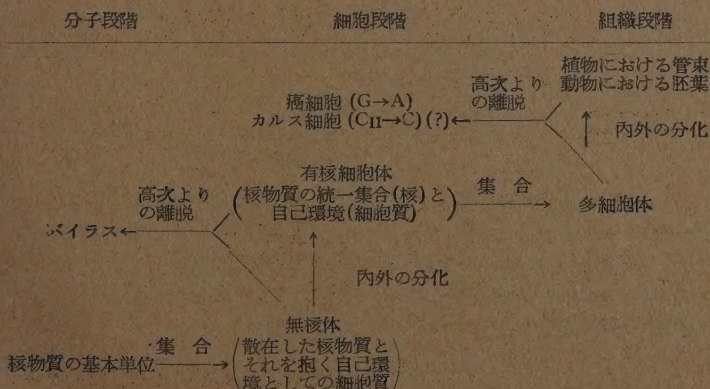 分子段階
細胞段階
組織段階
植物における管束
動物における胚葉
高次より
の離脱
癌細胞 (G→A)
カルス細胞 (CII→C) (?)
内外の分化
有核細胞体
(核物質の統一集合(核)と
自己環境(細胞質))
集 合
多細胞体
高次より
の離脱
バイラス
内外の分化
無核体
(散在した核物質と
それを抱く自己環
境としての細胞質
集 合
核物質の基本単位